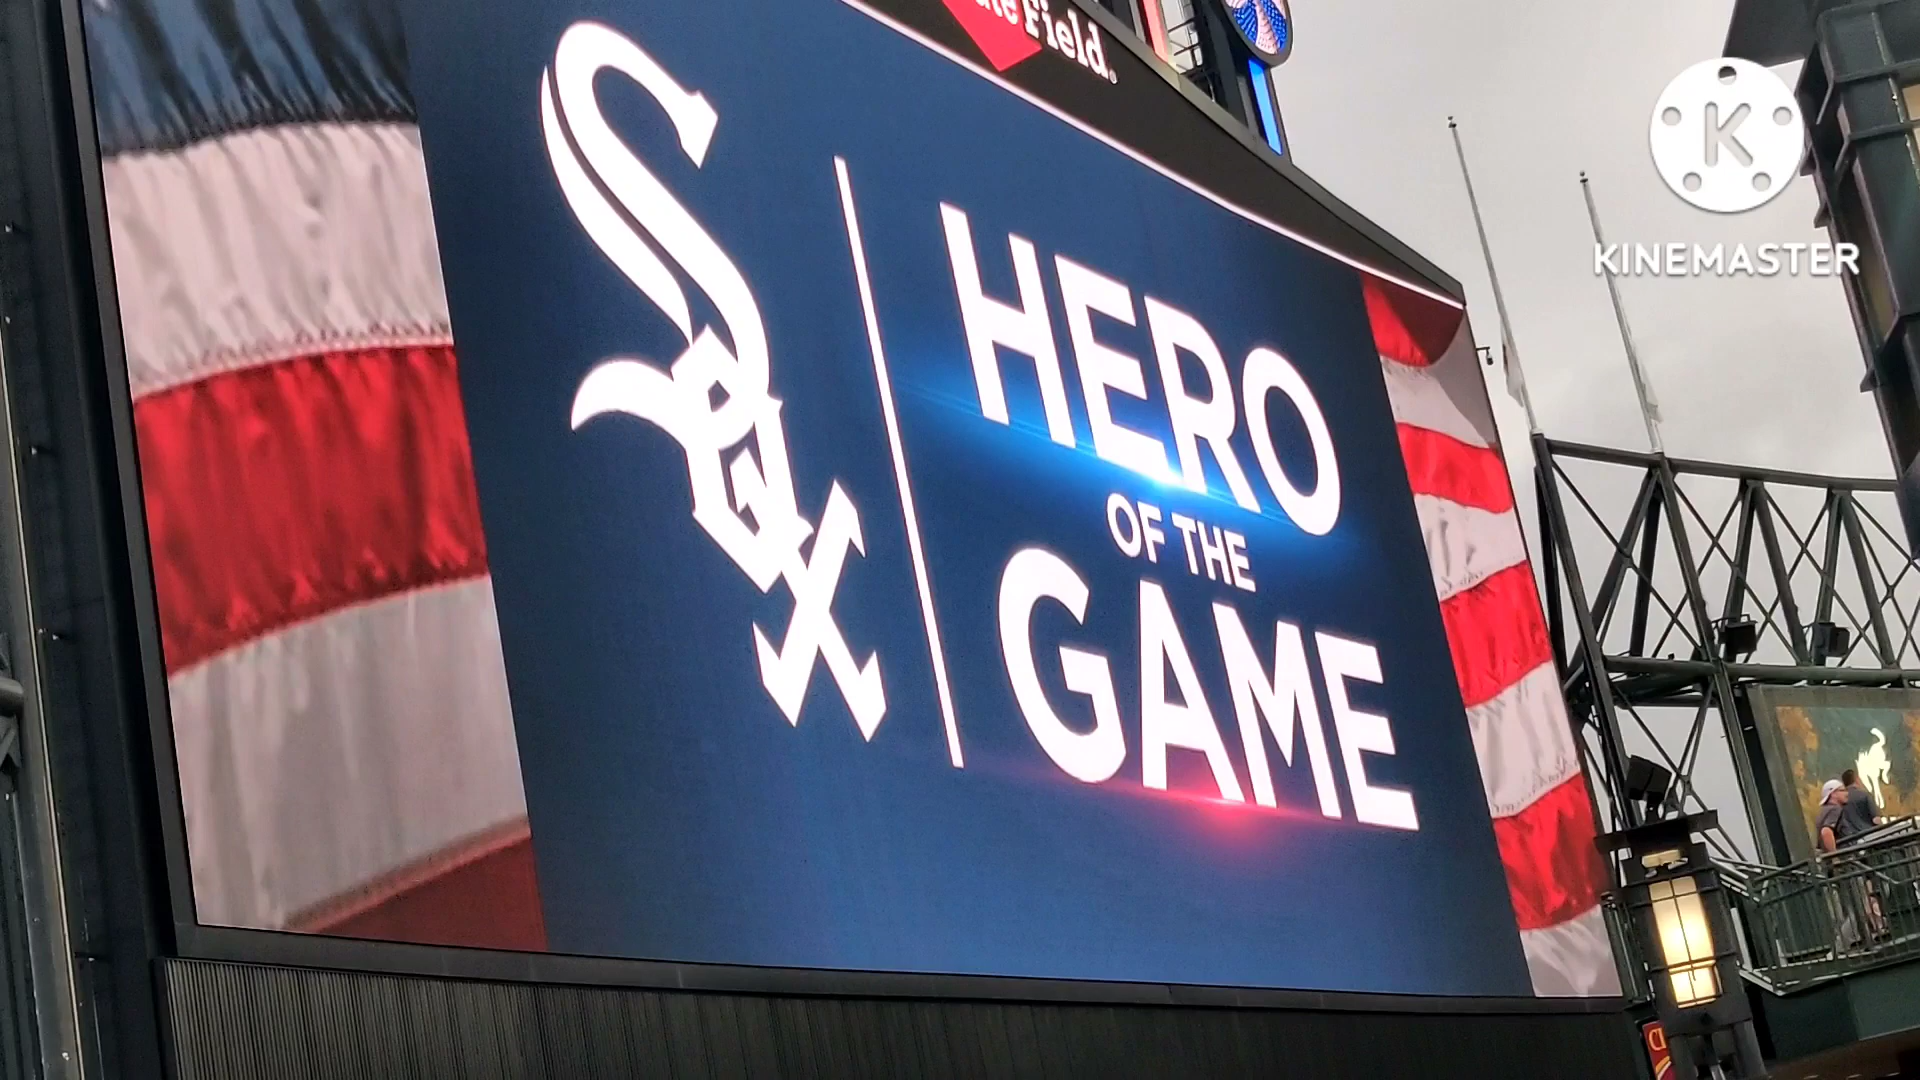 Field.
Sox
HERO
OF THE
GAME
K
KINEMASTER